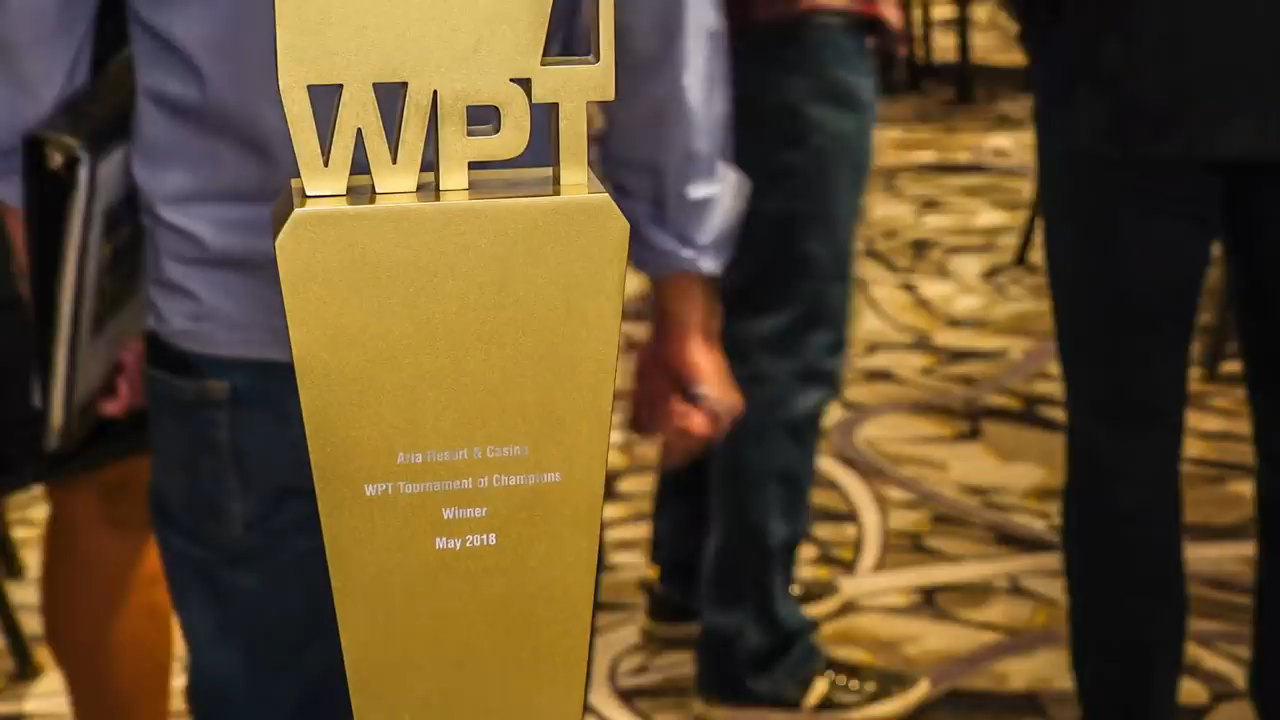 WPT
Aria Resort & Casino
WPT Tournament of Champions
Winner
May 2018